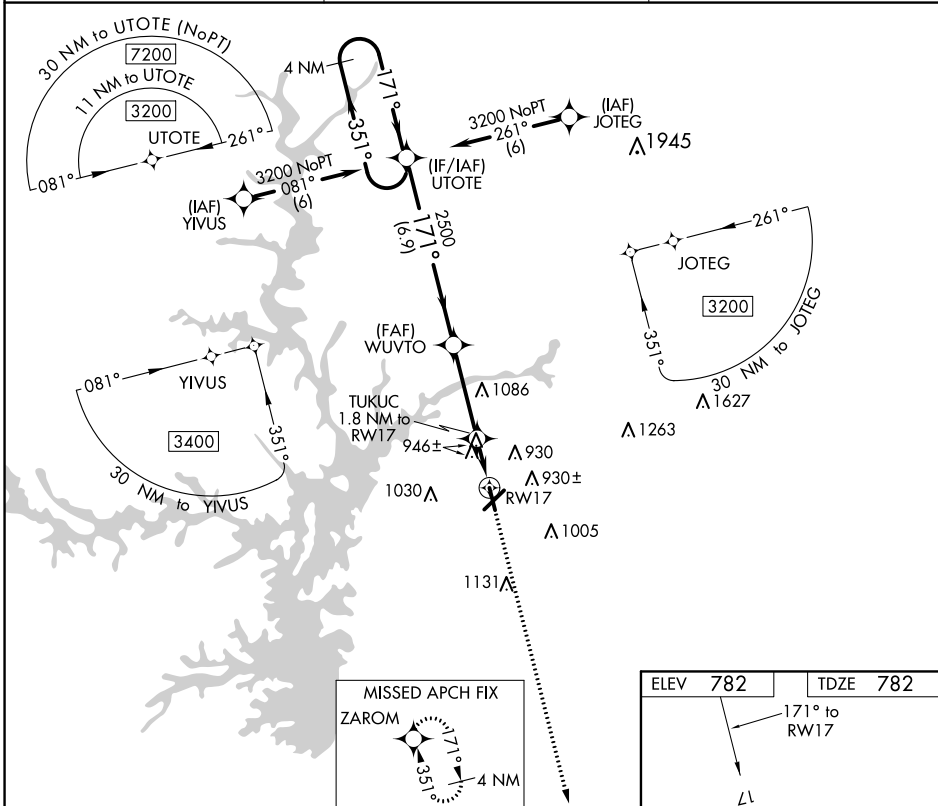 30 NM to UTOTE (NoPT)
7200
11 NM to UTOTE
3200
UTOTE
081°
261°
4 NM
171°
351°
3200 NoPT
261°
(6)
(IAF)
JOTEG
1945
(IF/IAF)
UTOTE
3200 NoPT
081°
(6)
(IAF)
YIVUS
2500
171°
(6.9)
261°
JOTEG
3200
351°
30 NM to JOTEG
(FAF)
WUVTO
081°
YIVUS
3400
351°
30 NM to YIVUS
1086
TUKUC
1.8 NM to
RW17
946±
930
1627
1263
1030
930±
RW17
1005
1131
MISSED APCH FIX
ZAROM
171°
351°
4 NM
ELEV 782
TDZE 782
171° to
RW17
17